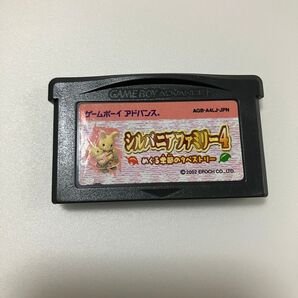 GAME BOY ADVANCE
ゲームボーイ アドバンス
AGB-A4LJ-JPN
シルバニアファミリー4
めぐる季節のタペストリー
©2002 EPOCH CO.,LTD.